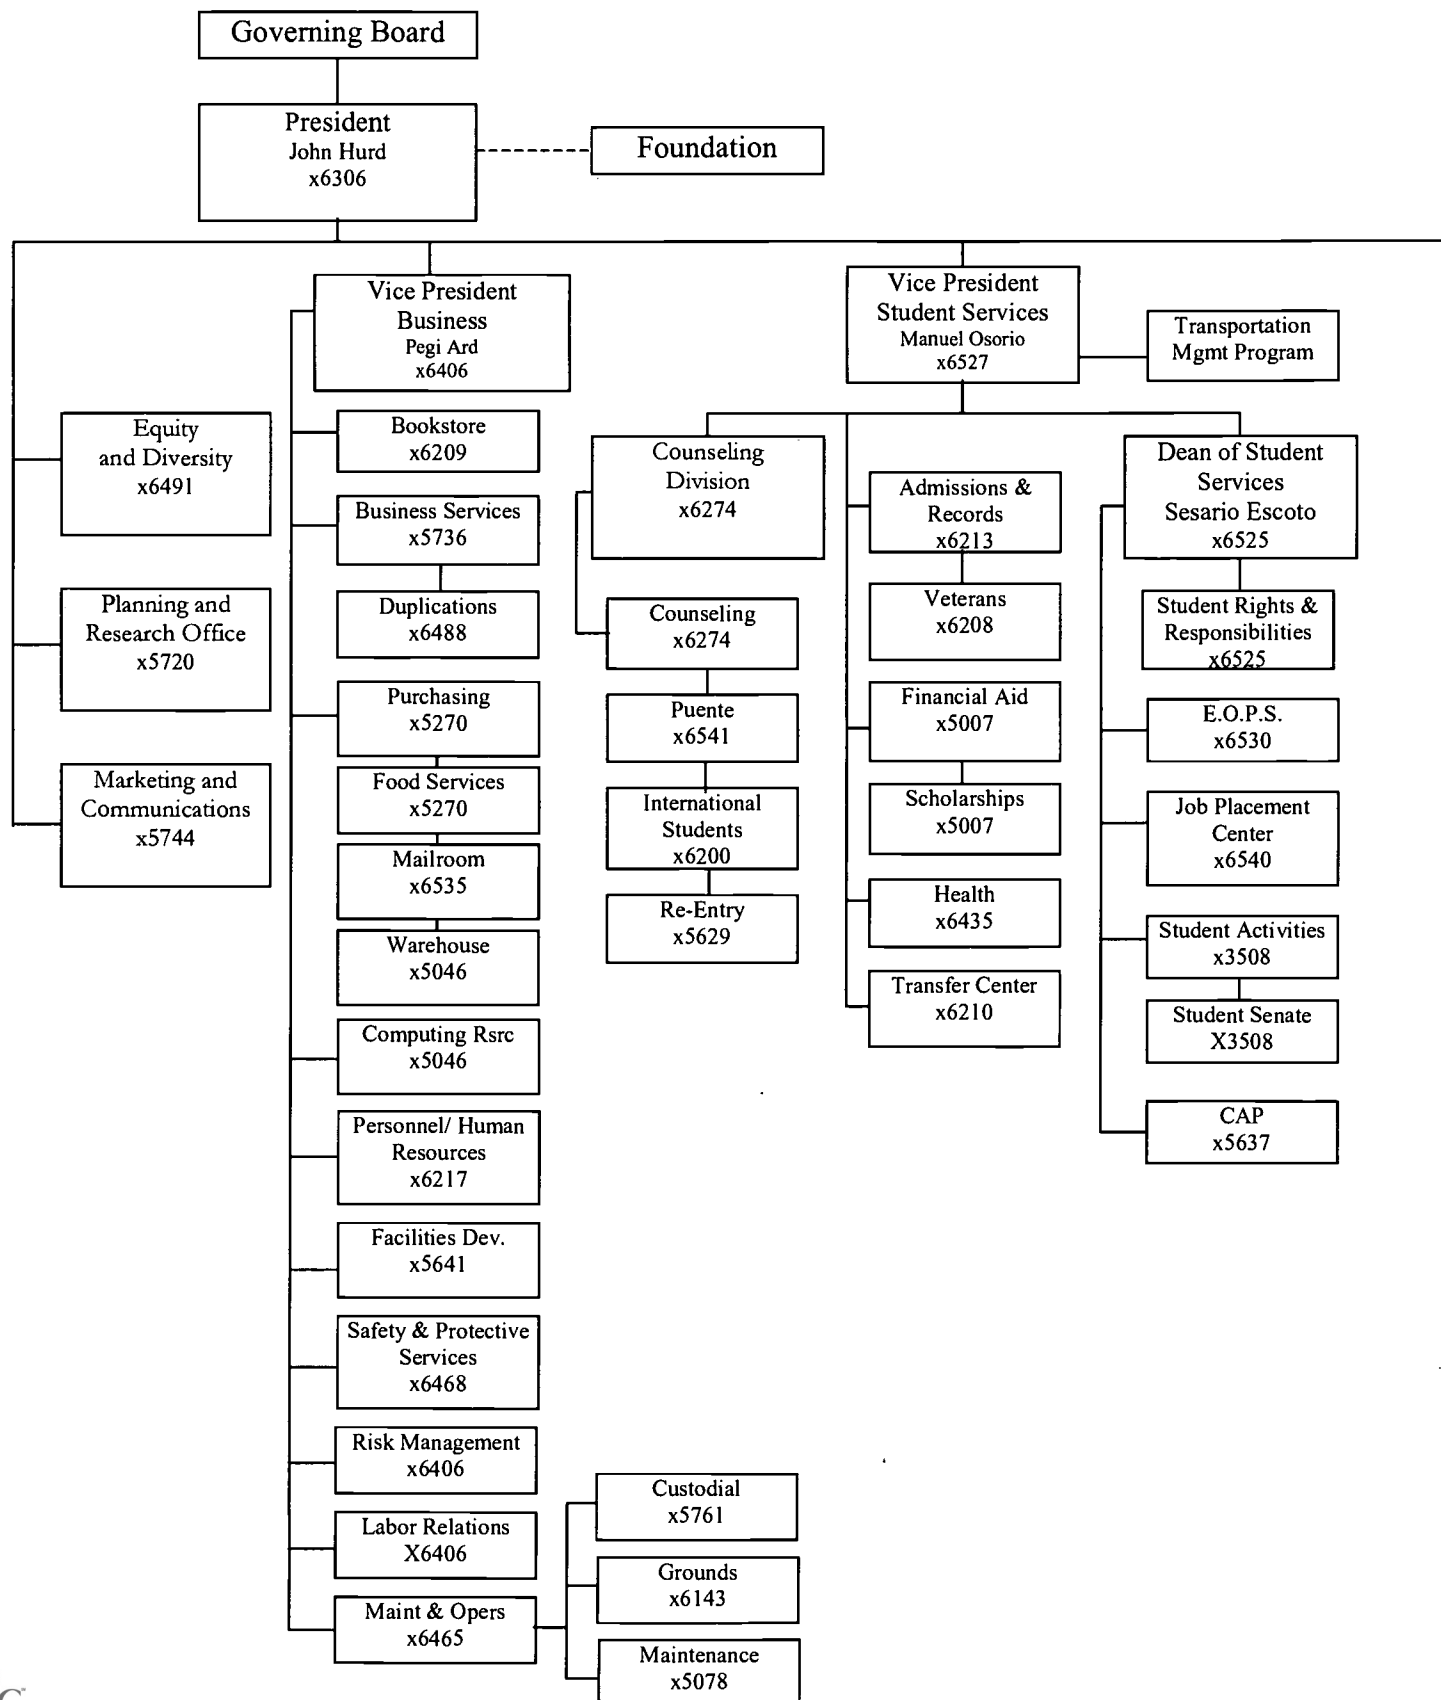 Governing Board
President
John Hurd
x6306
Foundation
Equity
and Diversity
x6491
Planning and
Research Office
x5720
Marketing and
Communications
x5744
Vice President
Business
Pegi Ard
x6406
Bookstore
x6209
Business Services
x5736
Duplications
x6488
Purchasing
x5270
Food Services
x5270
Mailroom
x6535
Warehouse
x5046
Computing Rsrc
x5046
Personnel/ Human
Resources
x6217
Facilities Dev.
x5641
Safety & Protective
Services
x6468
Risk Management
x6406
Labor Relations
X6406
Maint & Opers
x6465
Custodial
x5761
Grounds
x6143
Maintenance
x5078
Vice President
Student Services
Manuel Osorio
x6527
Transportation
Mgmt Program
Counseling
Division
x6274
Counseling
x6274
Puente
x6541
International
Students
x6200
Re-Entry
x5629
Admissions &
Records
x6213
Veterans
x6208
Financial Aid
x5007
Scholarships
x5007
Health
x6435
Transfer Center
x6210
Dean of Student
Services
Sesario Escoto
x6525
Student Rights &
Responsibilities
x6525
E.O.P.S.
x6530
Job Placement
Center
x6540
Student Activities
x3508
Student Senate
X3508
CAP
x5637